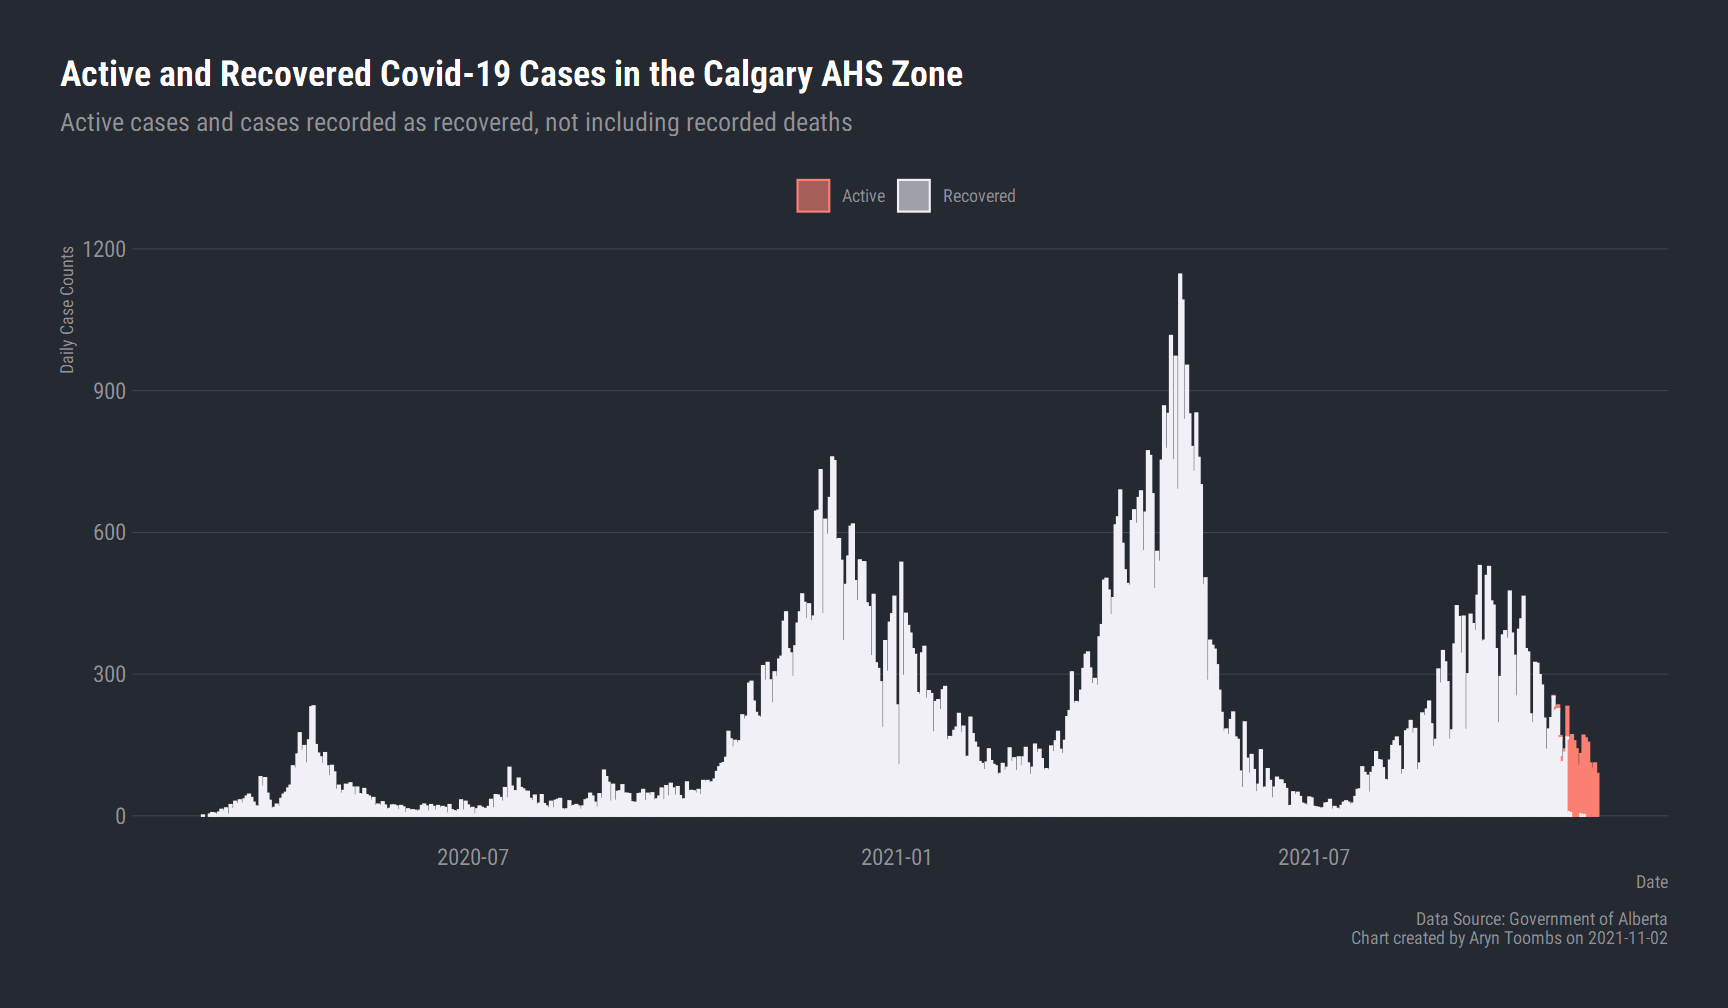 Active and Recovered Covid-19 Cases in the Calgary AHS Zone
Active cases and cases recorded as recovered, not including recorded deaths
Active
Recovered
Daily Case Counts
1200
900
600
300
0
2020-07
2021-01
2021-07
Date
Data Source: Government of Alberta
Chart created by Aryn Toombs on 2021-11-02